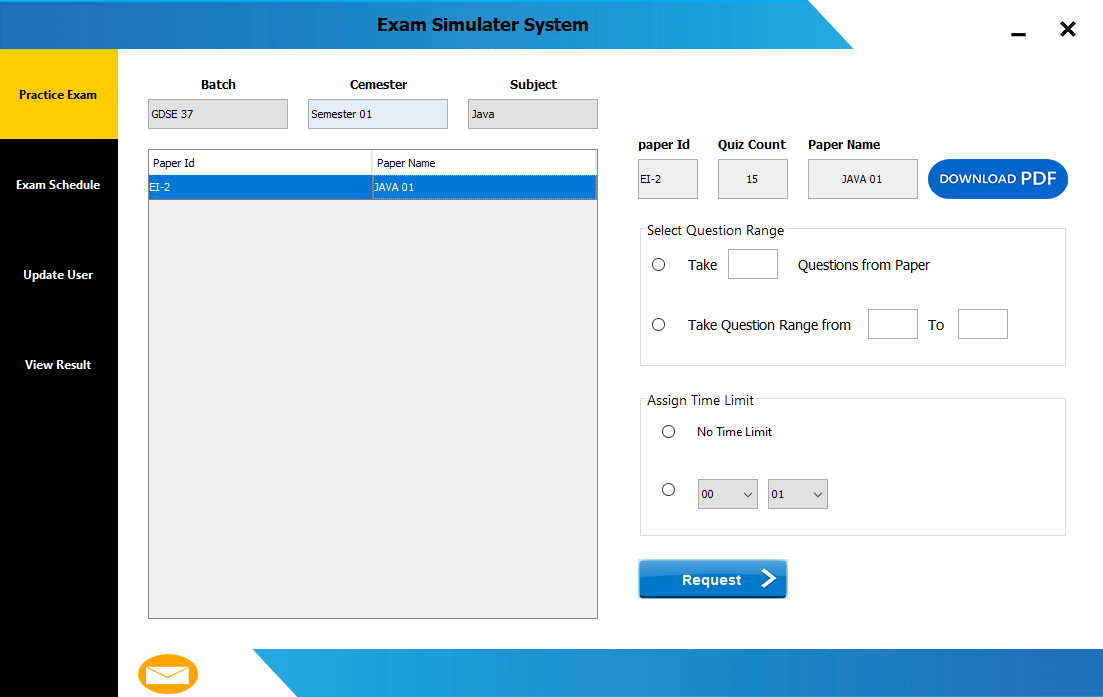 Exam Simulater System
Practice Exam
Exam Schedule
Update User
View Result
Batch Cemester Subject
GDSE 37 Semester 01 Java
Paper Id Paper Name
EI-2 JAVA 01
paper Id Quiz Count Paper Name
EI-2 15 JAVA 01 DOWNLOAD PDF
Select Question Range
Take Questions from Paper
Take Question Range from To
Assign Time Limit
No Time Limit
00 01
Request